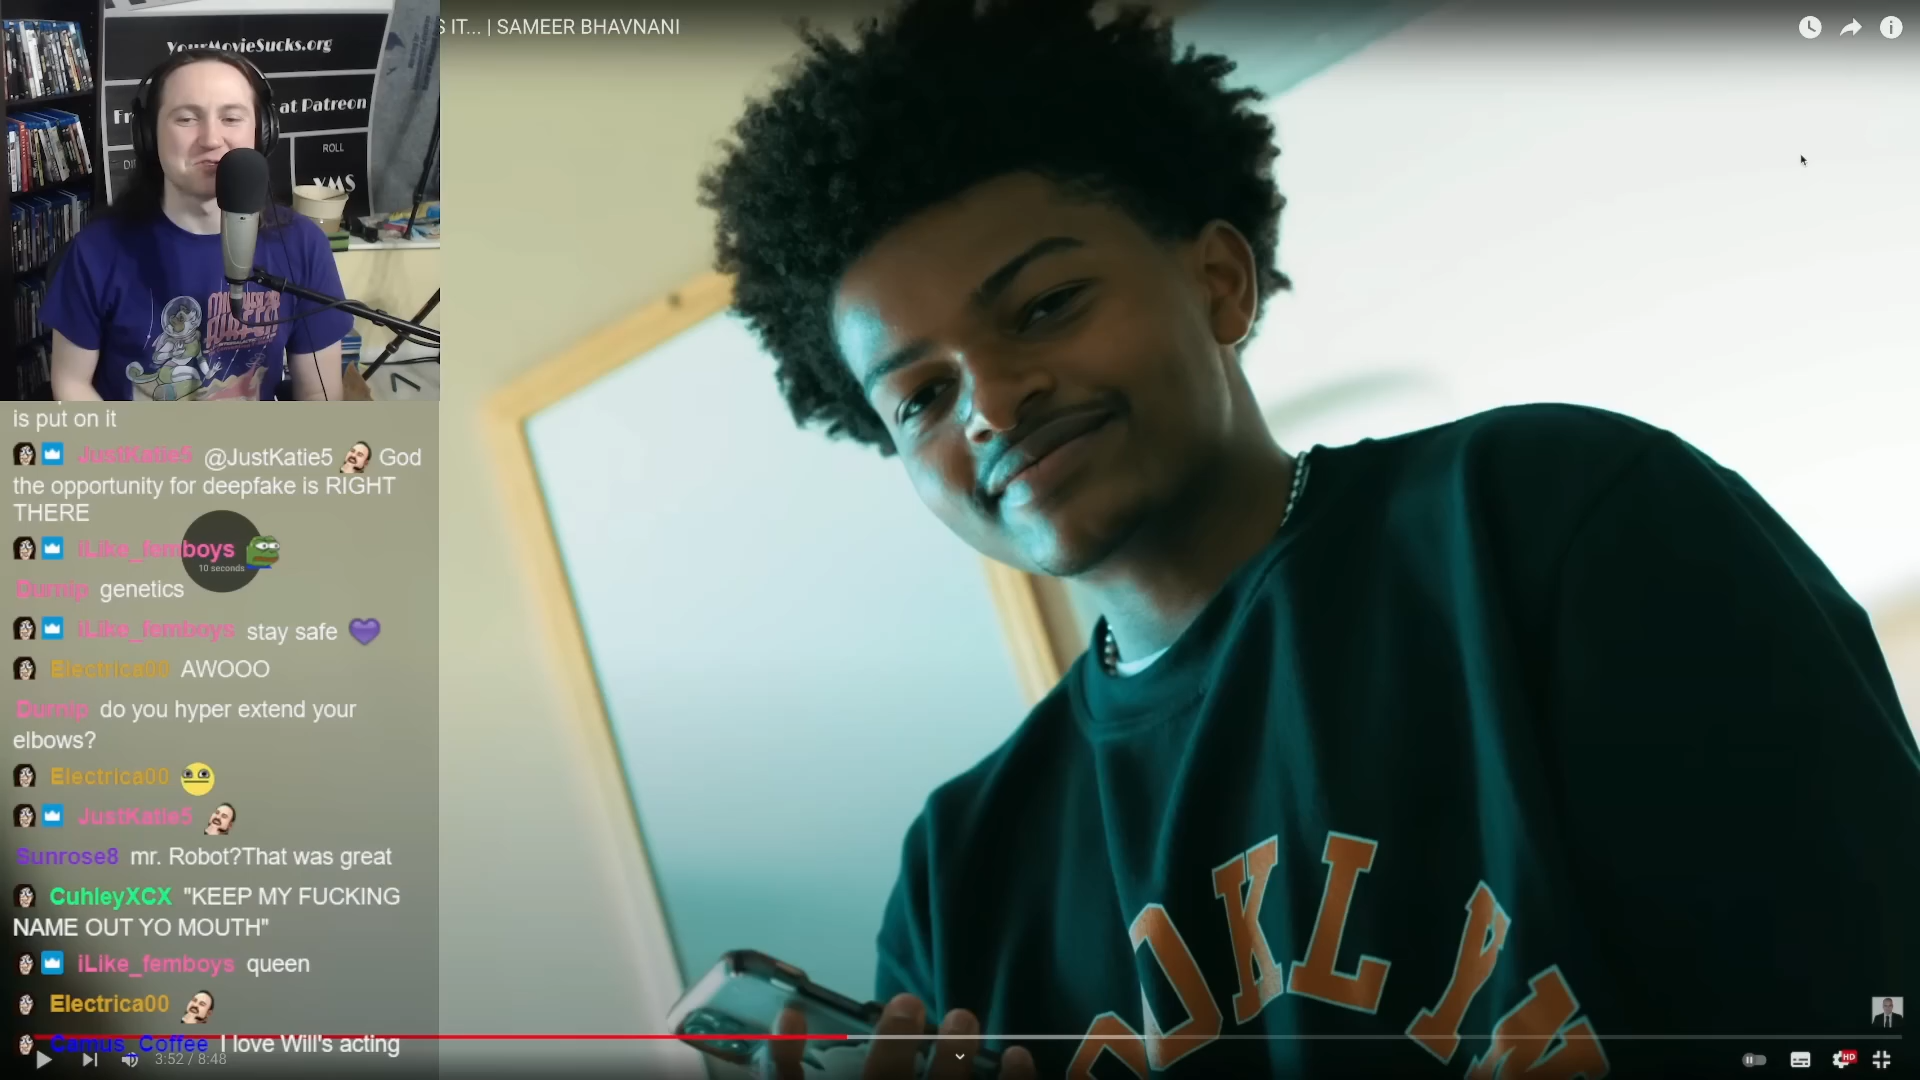 S IT... | SAMEER BHAVNANI
YourMovieSucks.org
at Patreon
ROLL
YMS
is put on it
JustKatie5 @JustKatie5 God
the opportunity for deepfake is RIGHT
THERE
iLike_femboys
10 seconds
Durnip genetics
iLike_femboys stay safe
Electrica00 AWOOO
Durnip do you hyper extend your
elbows?
Electrica00
JustKatie5
Sunrose8 mr. Robot?That was great
CuhleyXCX "KEEP MY FUCKING
NAME OUT YO MOUTH"
iLike_femboys queen
Electrica00
Camus_Coffee I love Will's acting
3:52 / 8:48
HD
OKLYN